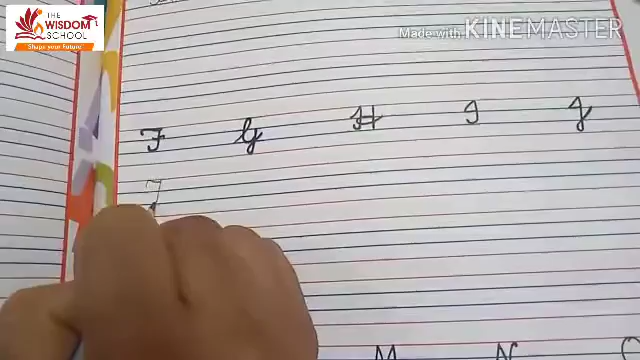 THE
WISDOM
SCHOOL
"Shape your Future"
Made with KINEMASTER
F G H I J
M N